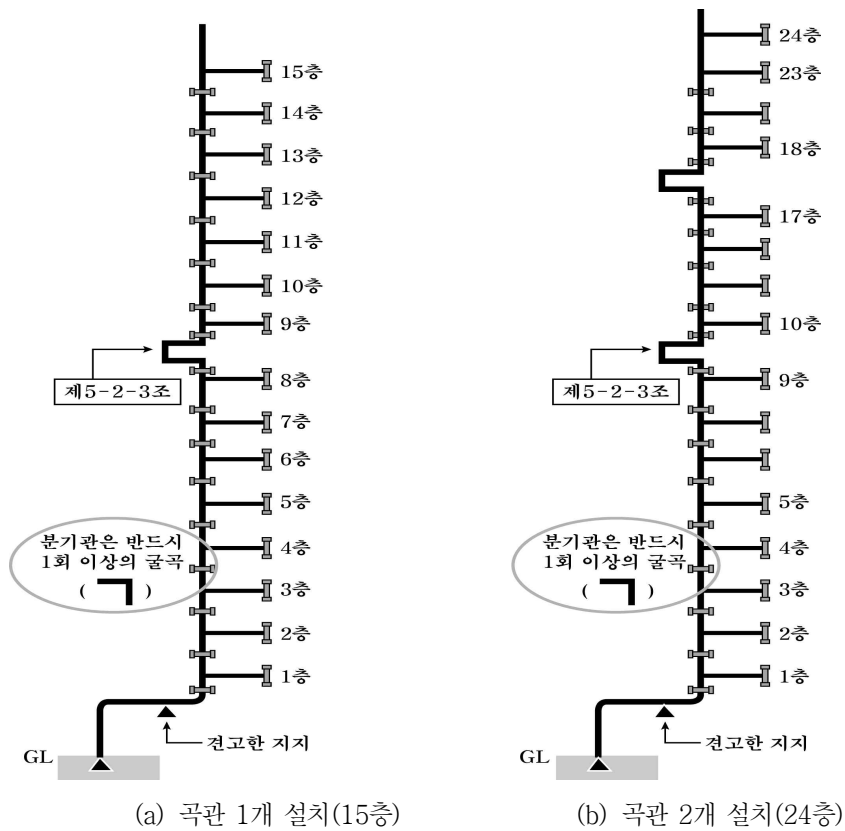 15층
14층
13층
12층
11층
10층
9층
제5-2-3조
8층
7층
6층
5층
분기관은 반드시
1회 이상의 굴곡
( )
4층
3층
2층
1층
견고한 지지
GL
(a) 곡관 1개 설치(15층)
24층
23층
18층
17층
10층
제5-2-3조
9층
5층
분기관은 반드시
1회 이상의 굴곡
( )
4층
3층
2층
1층
견고한 지지
GL
(b) 곡관 2개 설치(24층)